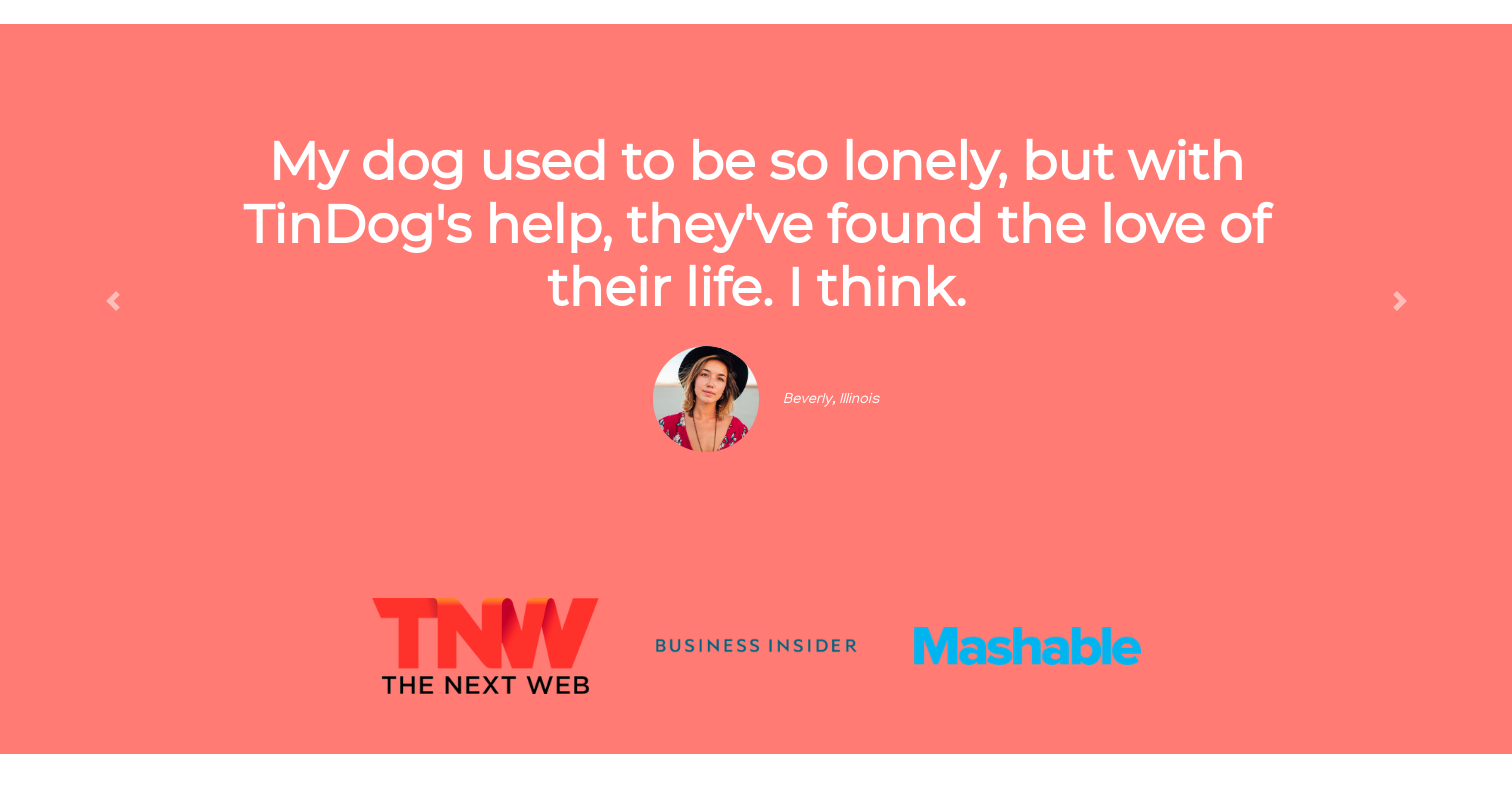 My dog used to be so lonely, but with
TinDog's help, they've found the love of
their life. I think.
Beverly, Illinois
TNW
THE NEXT WEB
BUSINESS INSIDER
Mashable